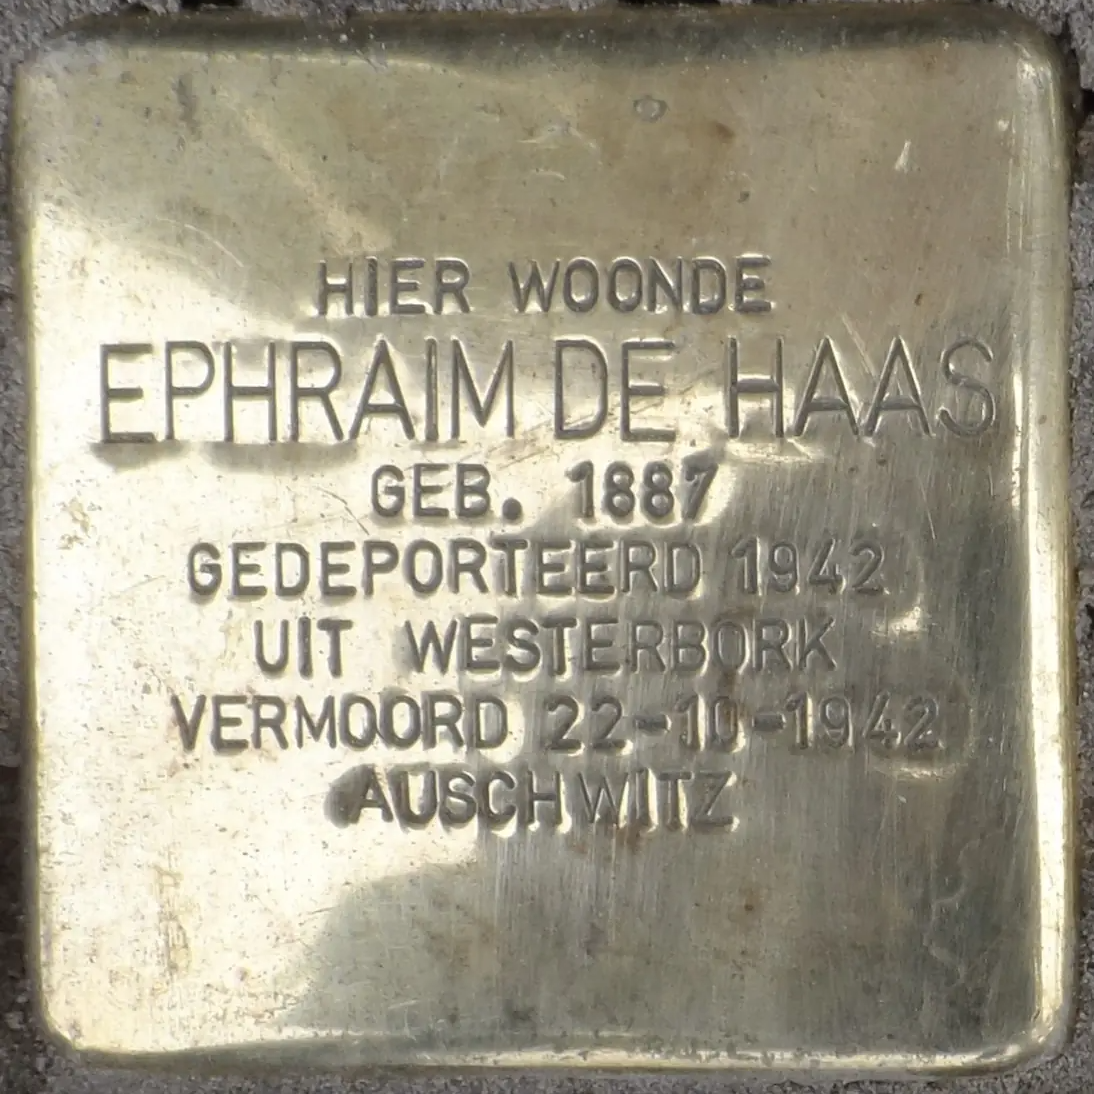 HIER WOONDE
EPHRAIM DE HAAS
GEB. 1887
GEDEPORTEERD 1942
UIT WESTERBORK
VERMOORD 22-10-1942
AUSCHWITZ